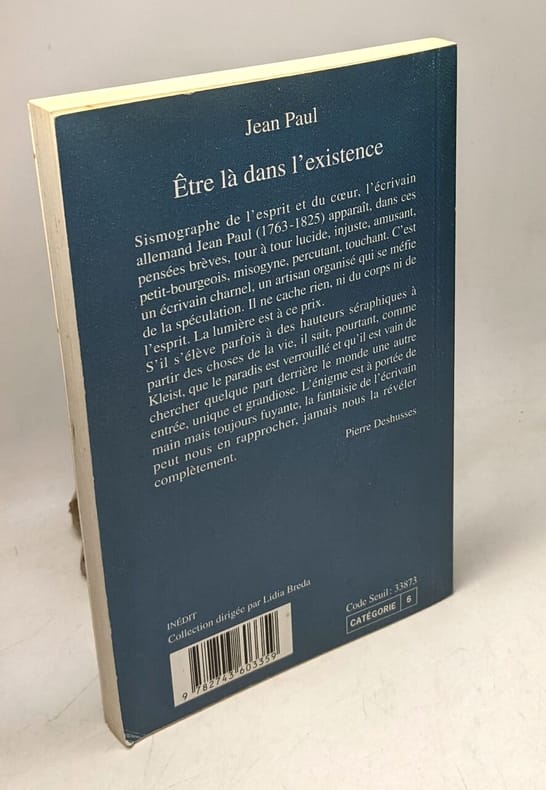 Jean Paul
Être là dans l'existence
Sismographe de l'esprit et du cœur, l'écrivain
allemand Jean Paul (1763-1825) apparaît, dans ces
pensées brèves, tour à tour lucide, injuste, amusant,
petit-bourgeois, misogyne, percutant, touchant. C'est
un écrivain charnel, un artisan organisé qui se méfie
de la spéculation. Il ne cache rien, ni du corps ni de
l'esprit. La lumière est à ce prix.
S'il s'élève parfois à des hauteurs séraphiques à
partir des choses de la vie, il sait, pourtant, comme
Kleist, que le paradis est verrouillé et qu'il est vain de
chercher quelque part derrière le monde une autre
entrée, unique et grandiose. L'énigme est à portée de
main mais toujours fuyante, la fantaisie de l'écrivain
peut nous en rapprocher, jamais nous la révéler
complètement.
Pierre Deshusses
INÉDIT
Collection dirigée par Lidia Breda
9 782743 603359
Code Seuil : 33873
CATÉGORIE 6